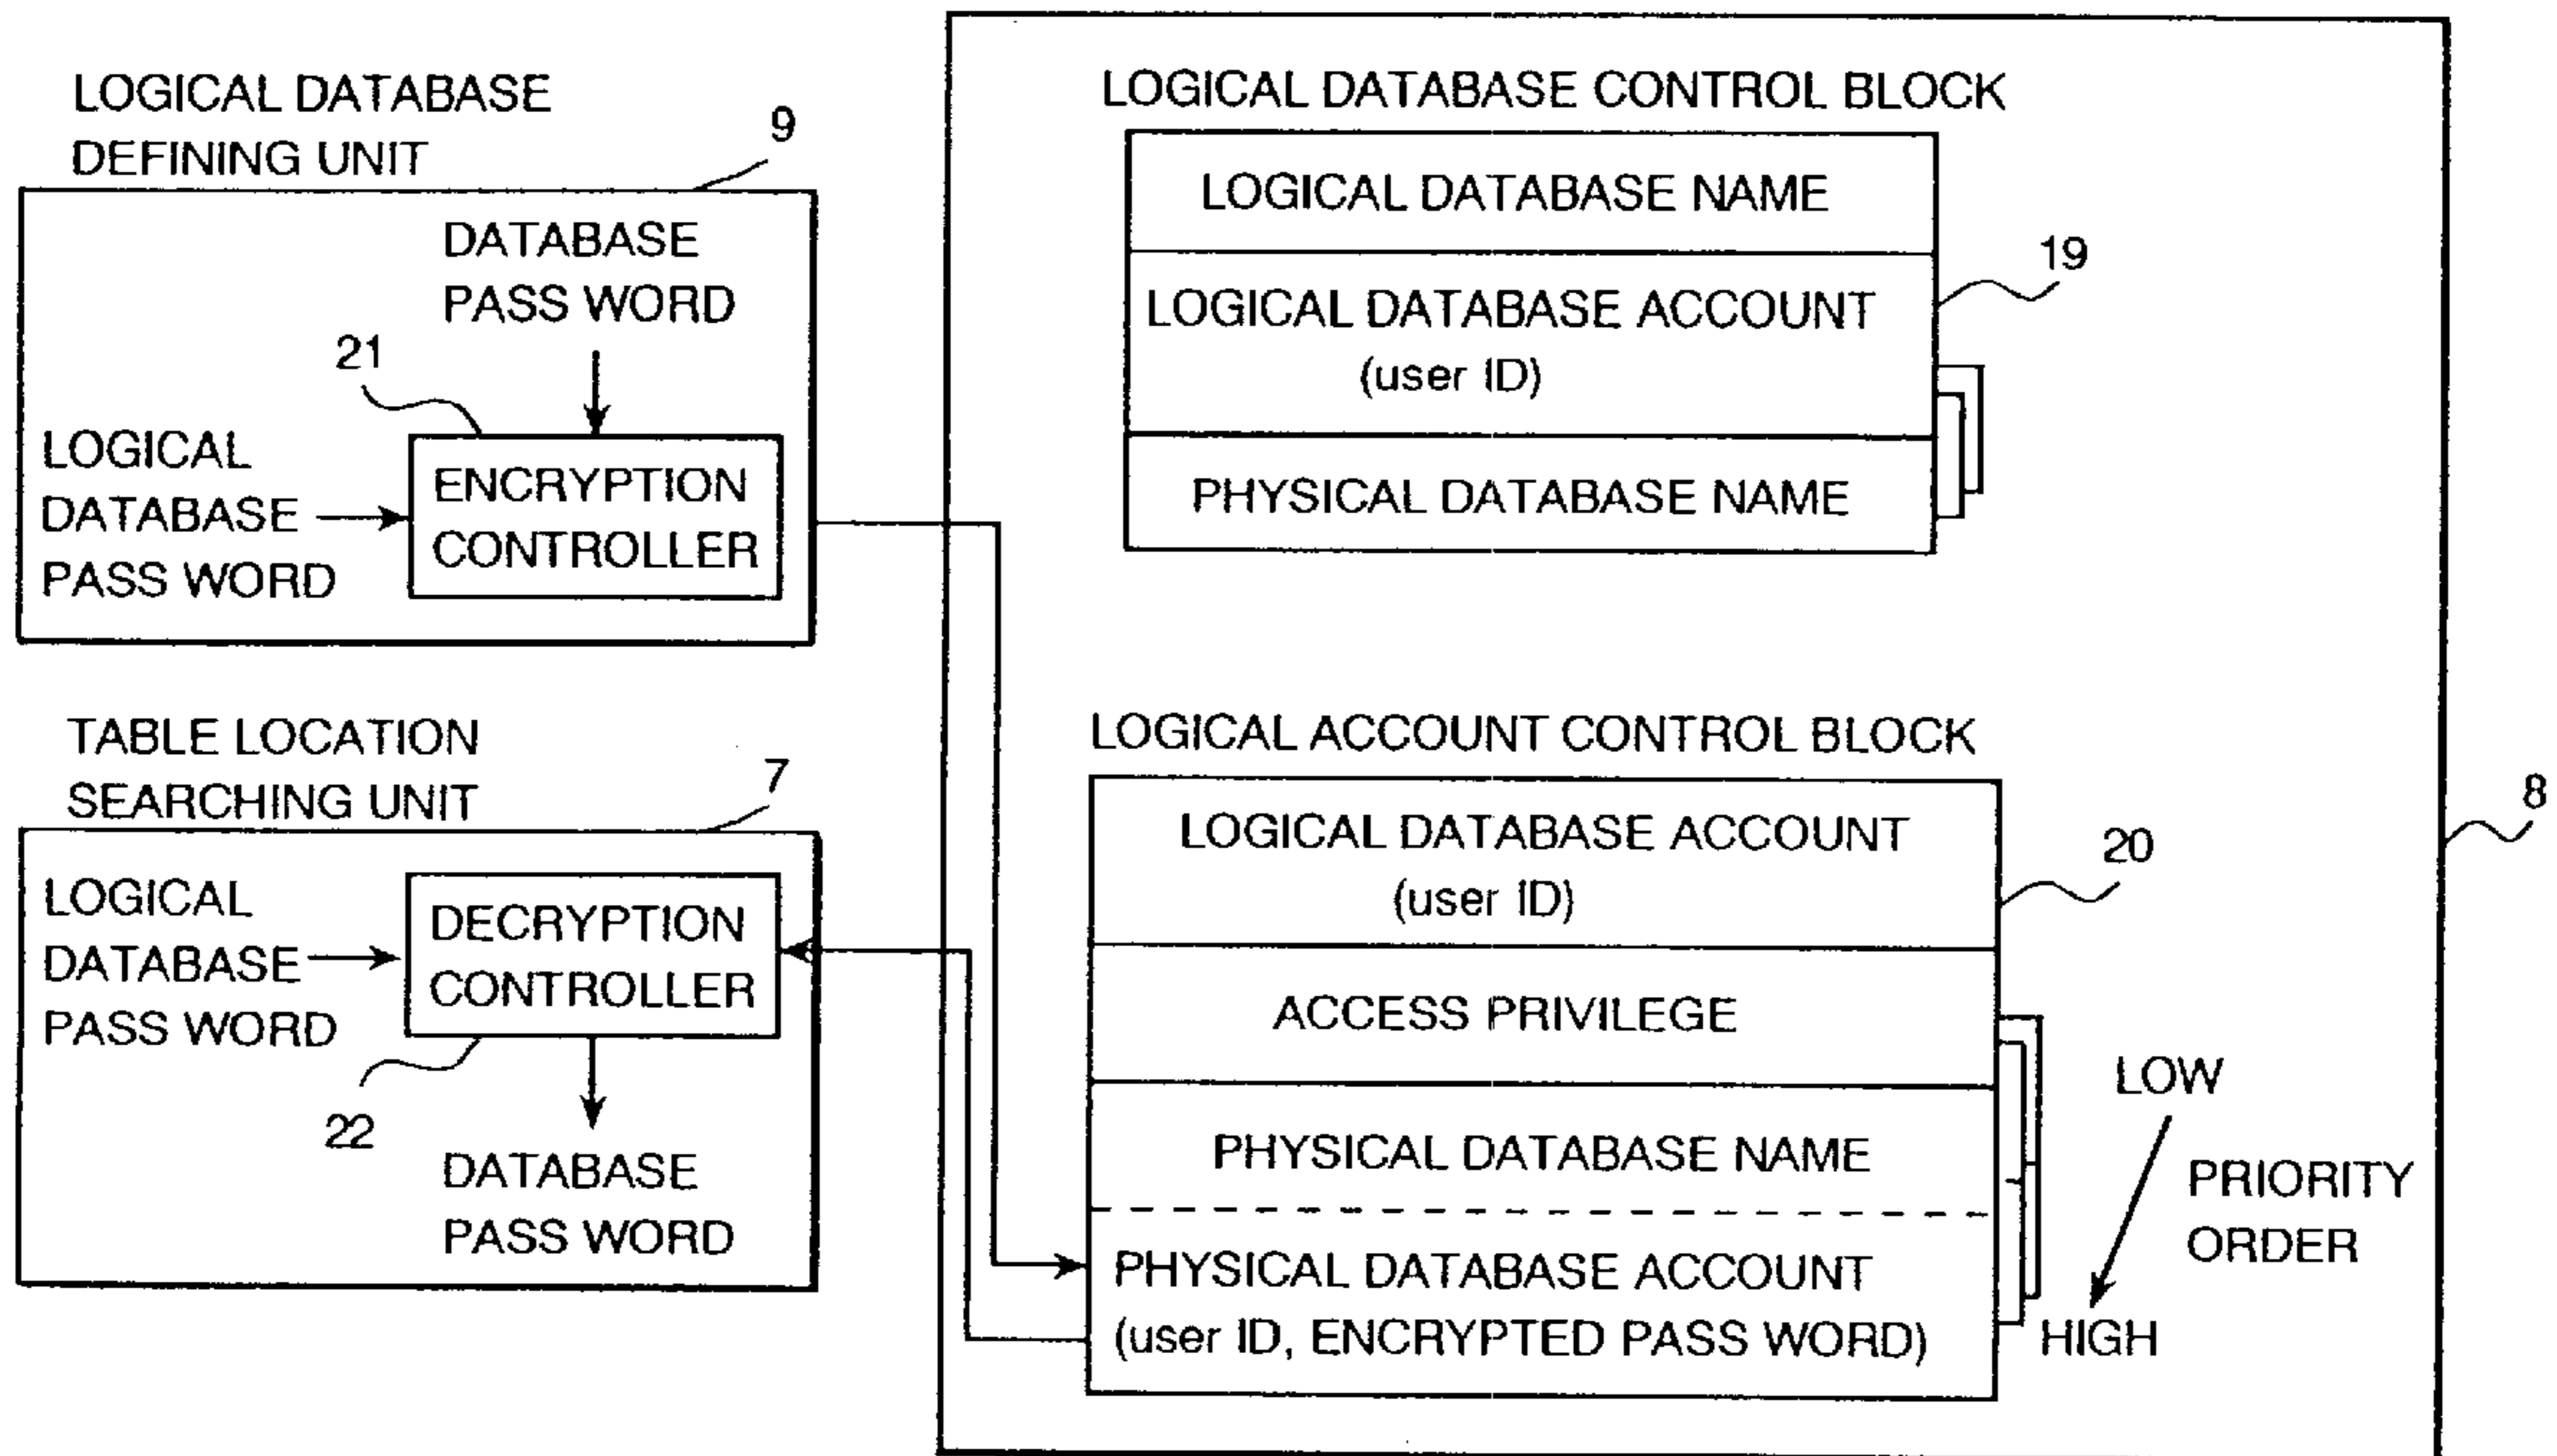 LOGICAL DATABASE
DEFINING UNIT
9
DATABASE
PASS WORD
21
LOGICAL
DATABASE
PASS WORD
ENCRYPTION
CONTROLLER
TABLE LOCATION
SEARCHING UNIT
7
LOGICAL
DATABASE
PASS WORD
DECRYPTION
CONTROLLER
22
DATABASE
PASS WORD
LOGICAL DATABASE CONTROL BLOCK
LOGICAL DATABASE NAME
LOGICAL DATABASE ACCOUNT
(user ID)
PHYSICAL DATABASE NAME
19
LOGICAL ACCOUNT CONTROL BLOCK
LOGICAL DATABASE ACCOUNT
(user ID)
ACCESS PRIVILEGE
PHYSICAL DATABASE NAME
PHYSICAL DATABASE ACCOUNT
(user ID, ENCRYPTED PASS WORD)
20
LOW
PRIORITY
ORDER
HIGH
8